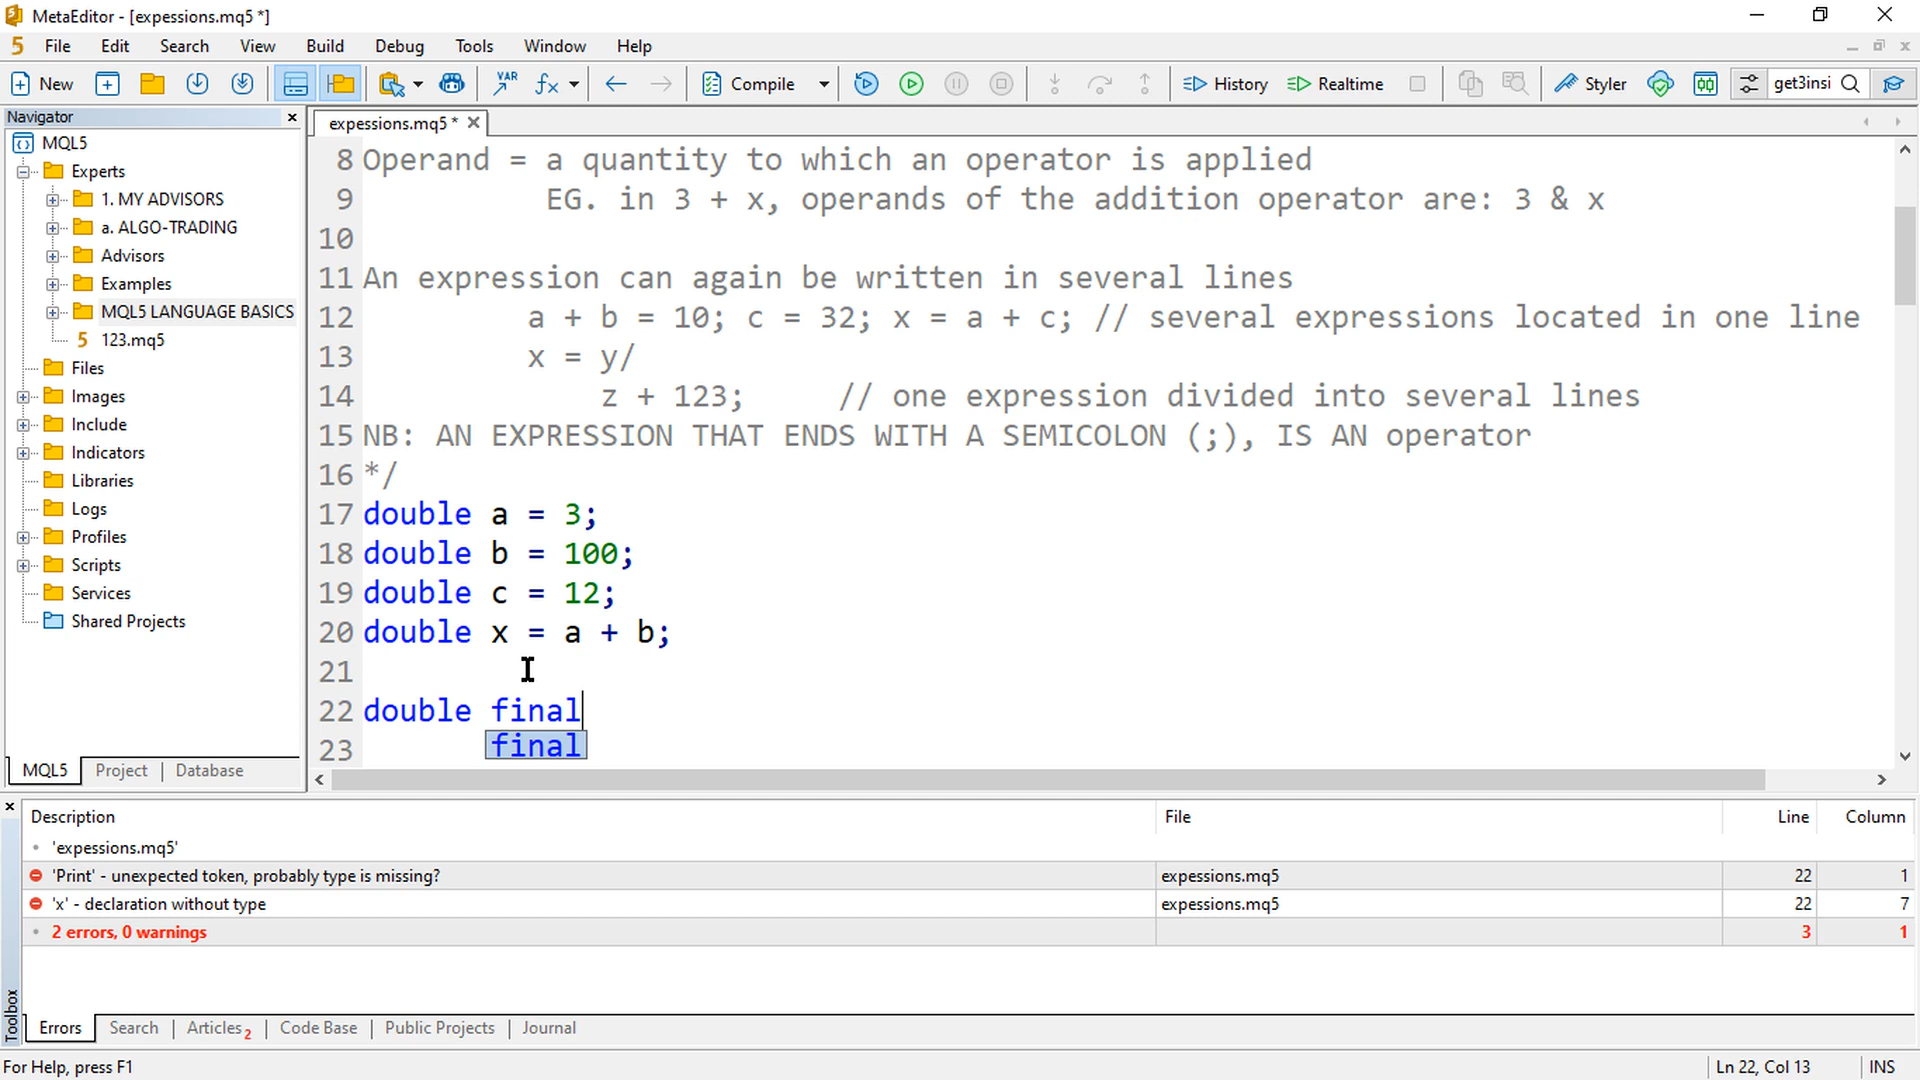 MetaEditor - [expessions.mq5 *]
5 File Edit Search View Build Debug Tools Window Help
New VAR fx Compile History Realtime Styler get3insi
Navigator
MQL5
Experts
1. MY ADVISORS
a. ALGO-TRADING
Advisors
Examples
MQL5 LANGUAGE BASICS
5 123.mq5
Files
Images
Include
Indicators
Libraries
Logs
Profiles
Scripts
Services
Shared Projects
MQL5 Project Database
expessions.mq5 *
8 Operand = a quantity to which an operator is applied
9 EG. in 3 + x, operands of the addition operator are: 3 & x
10
11 An expression can again be written in several lines
12 a + b = 10; c = 32; x = a + c; // several expressions located in one line
13 x = y/
14 z + 123; // one expression divided into several lines
15 NB: AN EXPRESSION THAT ENDS WITH A SEMICOLON (;), IS AN operator
16 */
17 double a = 3;
18 double b = 100;
19 double c = 12;
20 double x = a + b;
21
22 double final
final
23
Description File Line Column
'expessions.mq5'
'Print' - unexpected token, probably type is missing? expessions.mq5 22 1
'x' - declaration without type expessions.mq5 22 7
2 errors, 0 warnings 3 1
Toolbox
Errors Search Articles 2 Code Base Public Projects Journal
For Help, press F1 Ln 22, Col 13 INS